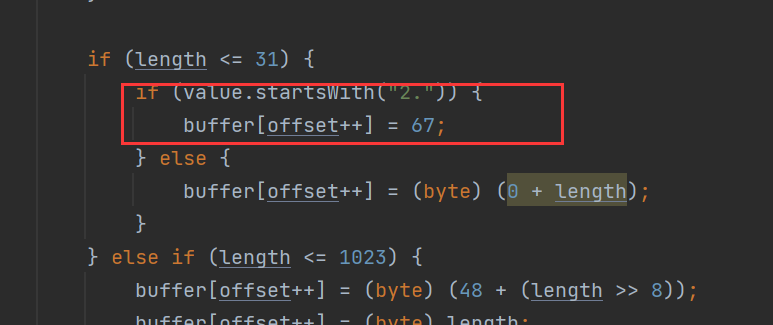 if (length <= 31) {
if (value.startsWith("2.")) {
buffer[offset++] = 67;
} else {
buffer[offset++] = (byte) (0 + length);
}
} else if (length <= 1023) {
buffer[offset++] = (byte) (48 + (length >> 8));
buffer[offset++] = (byte) length;